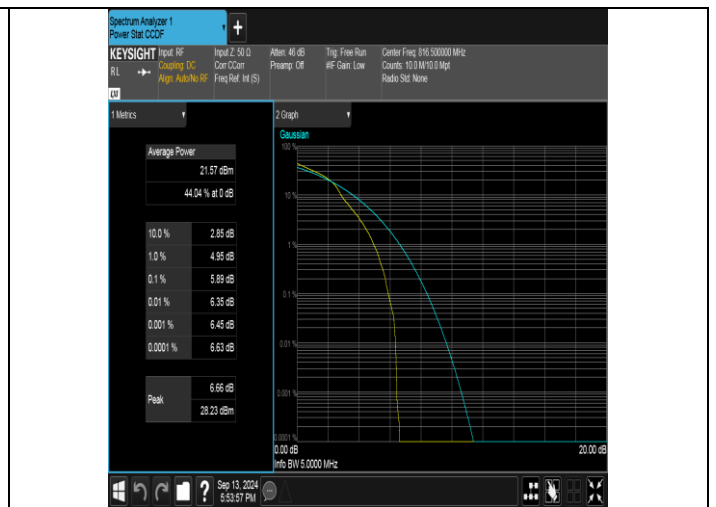 Spectrum Analyzer 1
Power Stat CCDF
+
KEYSIGHT
RL
Input: RF
Coupling: DC
Align: Auto/No RF
Input Z: 50 Ω
Corr CCorr
Freq Ref: Int (S)
Atten: 46 dB
Preamp: Off
Trig: Free Run
#IF Gain: Low
Center Freq: 816.500000 MHz
Counts: 10.0 M/10.0 Mpt
Radio Std: None
1 Metrics
Average Power
21.57 dBm
44.04 % at 0 dB
10.0 % 2.85 dB
1.0 % 4.95 dB
0.1 % 5.89 dB
0.01 % 6.35 dB
0.001 % 6.45 dB
0.0001 % 6.63 dB
Peak
6.66 dB
28.23 dBm
2 Graph
Gaussian
100 %
10 %
1 %
0.1 %
0.01 %
0.001 %
0.0001 %
0.00 dB
20.00 dB
Info BW 5.0000 MHz
?
Sep 13, 2024
5:53:57 PM